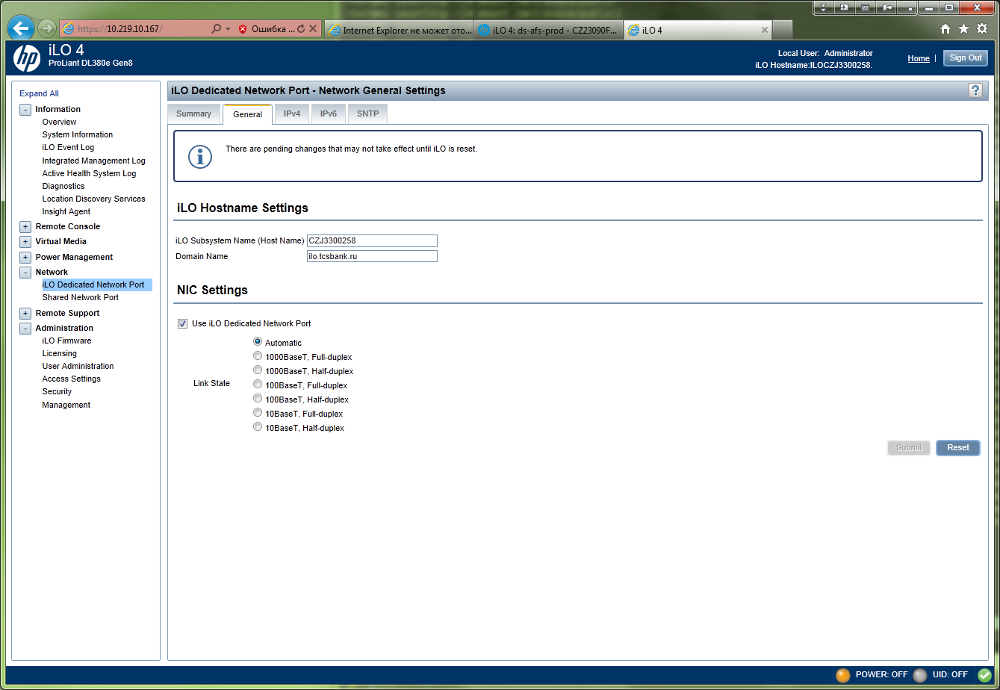 https://10.219.10.167/
Ошибка ...
Internet Explorer не может ото...
iLO 4: ds-afs-prod - CZ23090F...
iLO 4
hp
iLO 4
ProLiant DL380e Gen8
Local User: Administrator
iLO Hostname:ILOCZJ3300258.
Home |
Sign Out
Expand All
- Information
Overview
System Information
iLO Event Log
Integrated Management Log
Active Health System Log
Diagnostics
Location Discovery Services
Insight Agent
+ Remote Console
+ Virtual Media
+ Power Management
- Network
iLO Dedicated Network Port
Shared Network Port
+ Remote Support
- Administration
iLO Firmware
Licensing
User Administration
Access Settings
Security
Management
iLO Dedicated Network Port - Network General Settings
?
Summary
General
IPv4
IPv6
SNTP
There are pending changes that may not take effect until iLO is reset.
iLO Hostname Settings
iLO Subsystem Name (Host Name) CZJ3300258
Domain Name ilo.tcsbank.ru
NIC Settings
Use iLO Dedicated Network Port
Link State
Automatic
1000BaseT, Full-duplex
1000BaseT, Half-duplex
100BaseT, Full-duplex
100BaseT, Half-duplex
10BaseT, Full-duplex
10BaseT, Half-duplex
Submit
Reset
POWER: OFF
UID: OFF